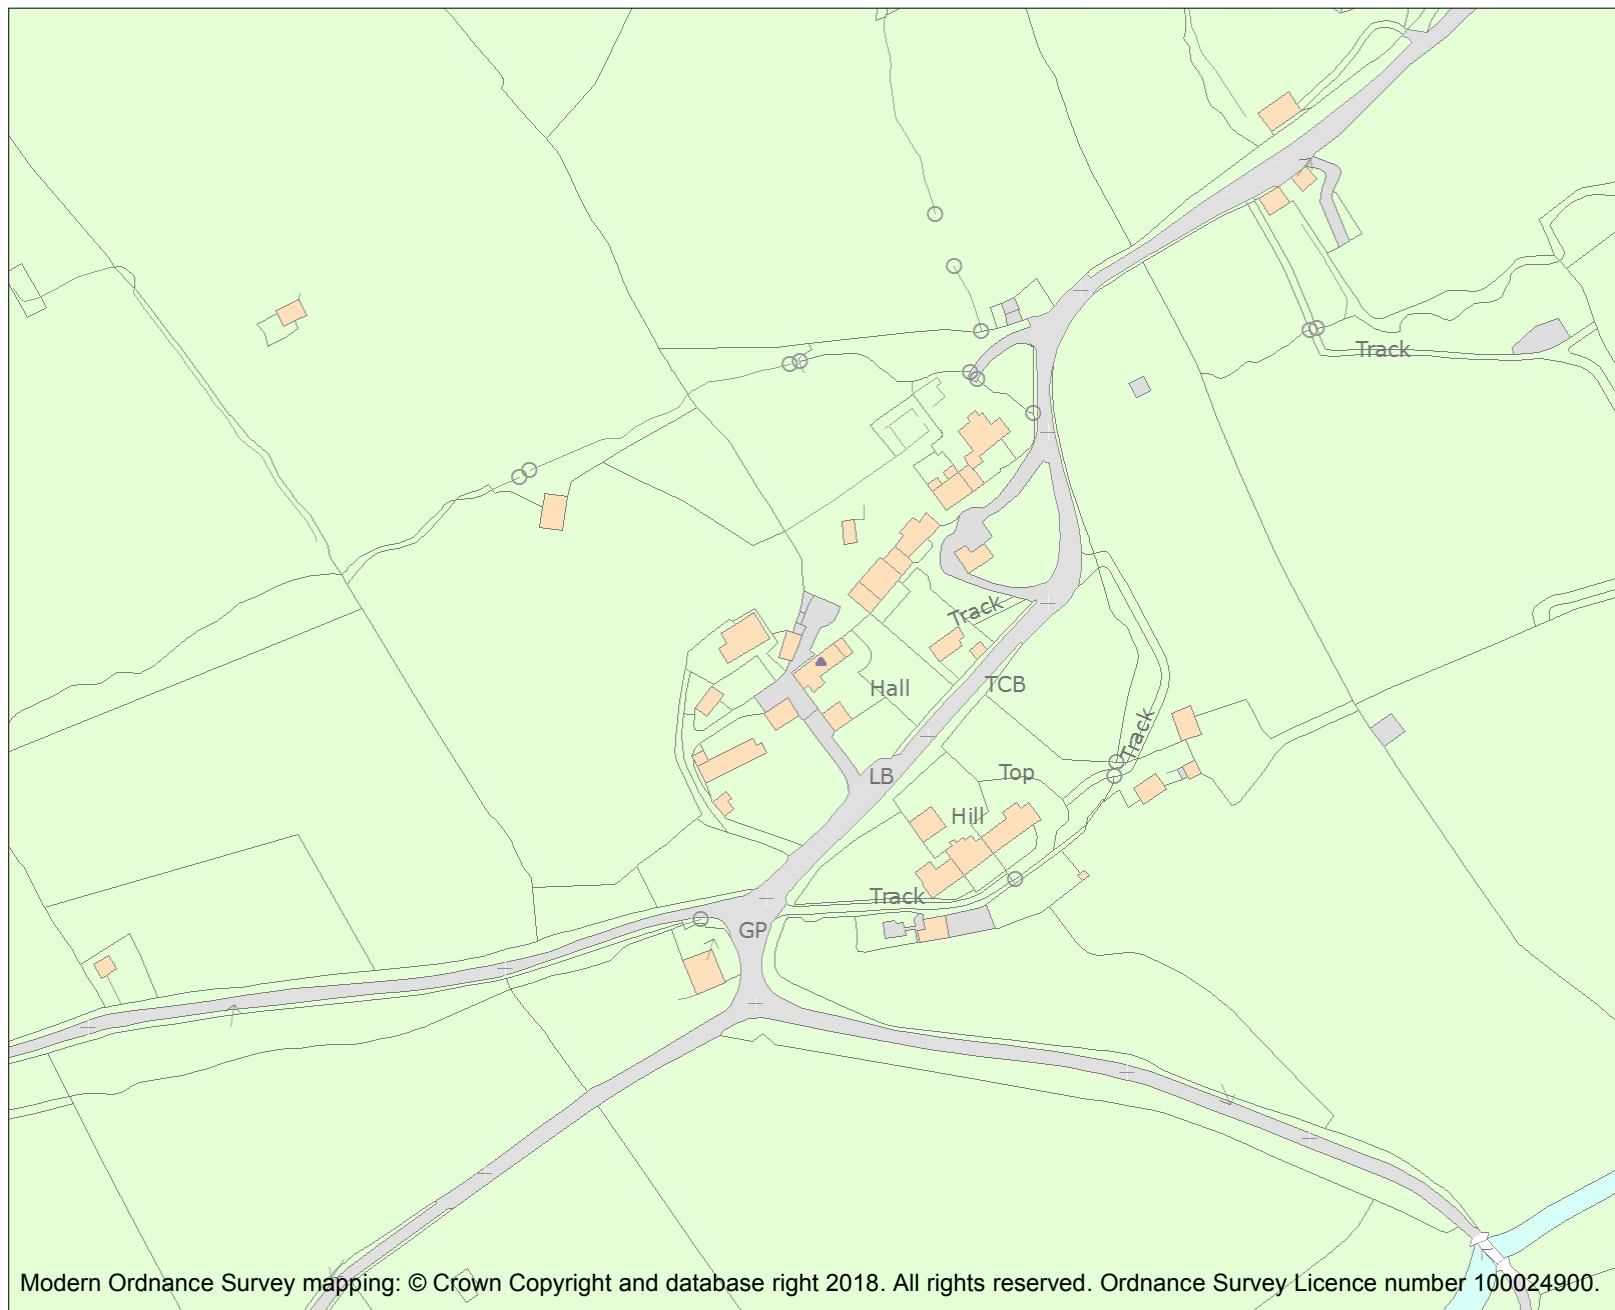 Track
Track
Hall
TCB
Track
LB
Top
Hill
Track
GP
Modern Ordnance Survey mapping: © Crown Copyright and database right 2018. All rights reserved. Ordnance Survey Licence number 100024900.